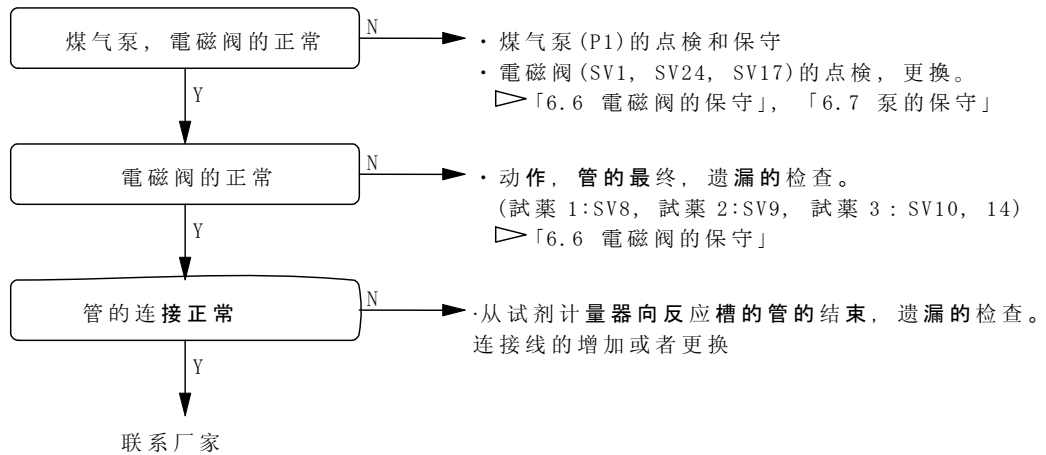 煤气泵, 電磁阀的正常
N
・煤气泵(P1)的点检和保守
・電磁阀(SV1, SV24, SV17)的点检, 更换。
「6.6 電磁阀的保守」, 「6.7 泵的保守」
Y
電磁阀的正常
N
・动作, 管的最终, 遗漏的检查。
(試薬 1:SV8, 試薬 2:SV9, 試薬 3 : SV10, 14)
「6.6 電磁阀的保守」
Y
管的连接正常
N
·从试剂计量器向反应槽的管的结束, 遗漏的检查。
连接线的增加或者更换
Y
联系厂家